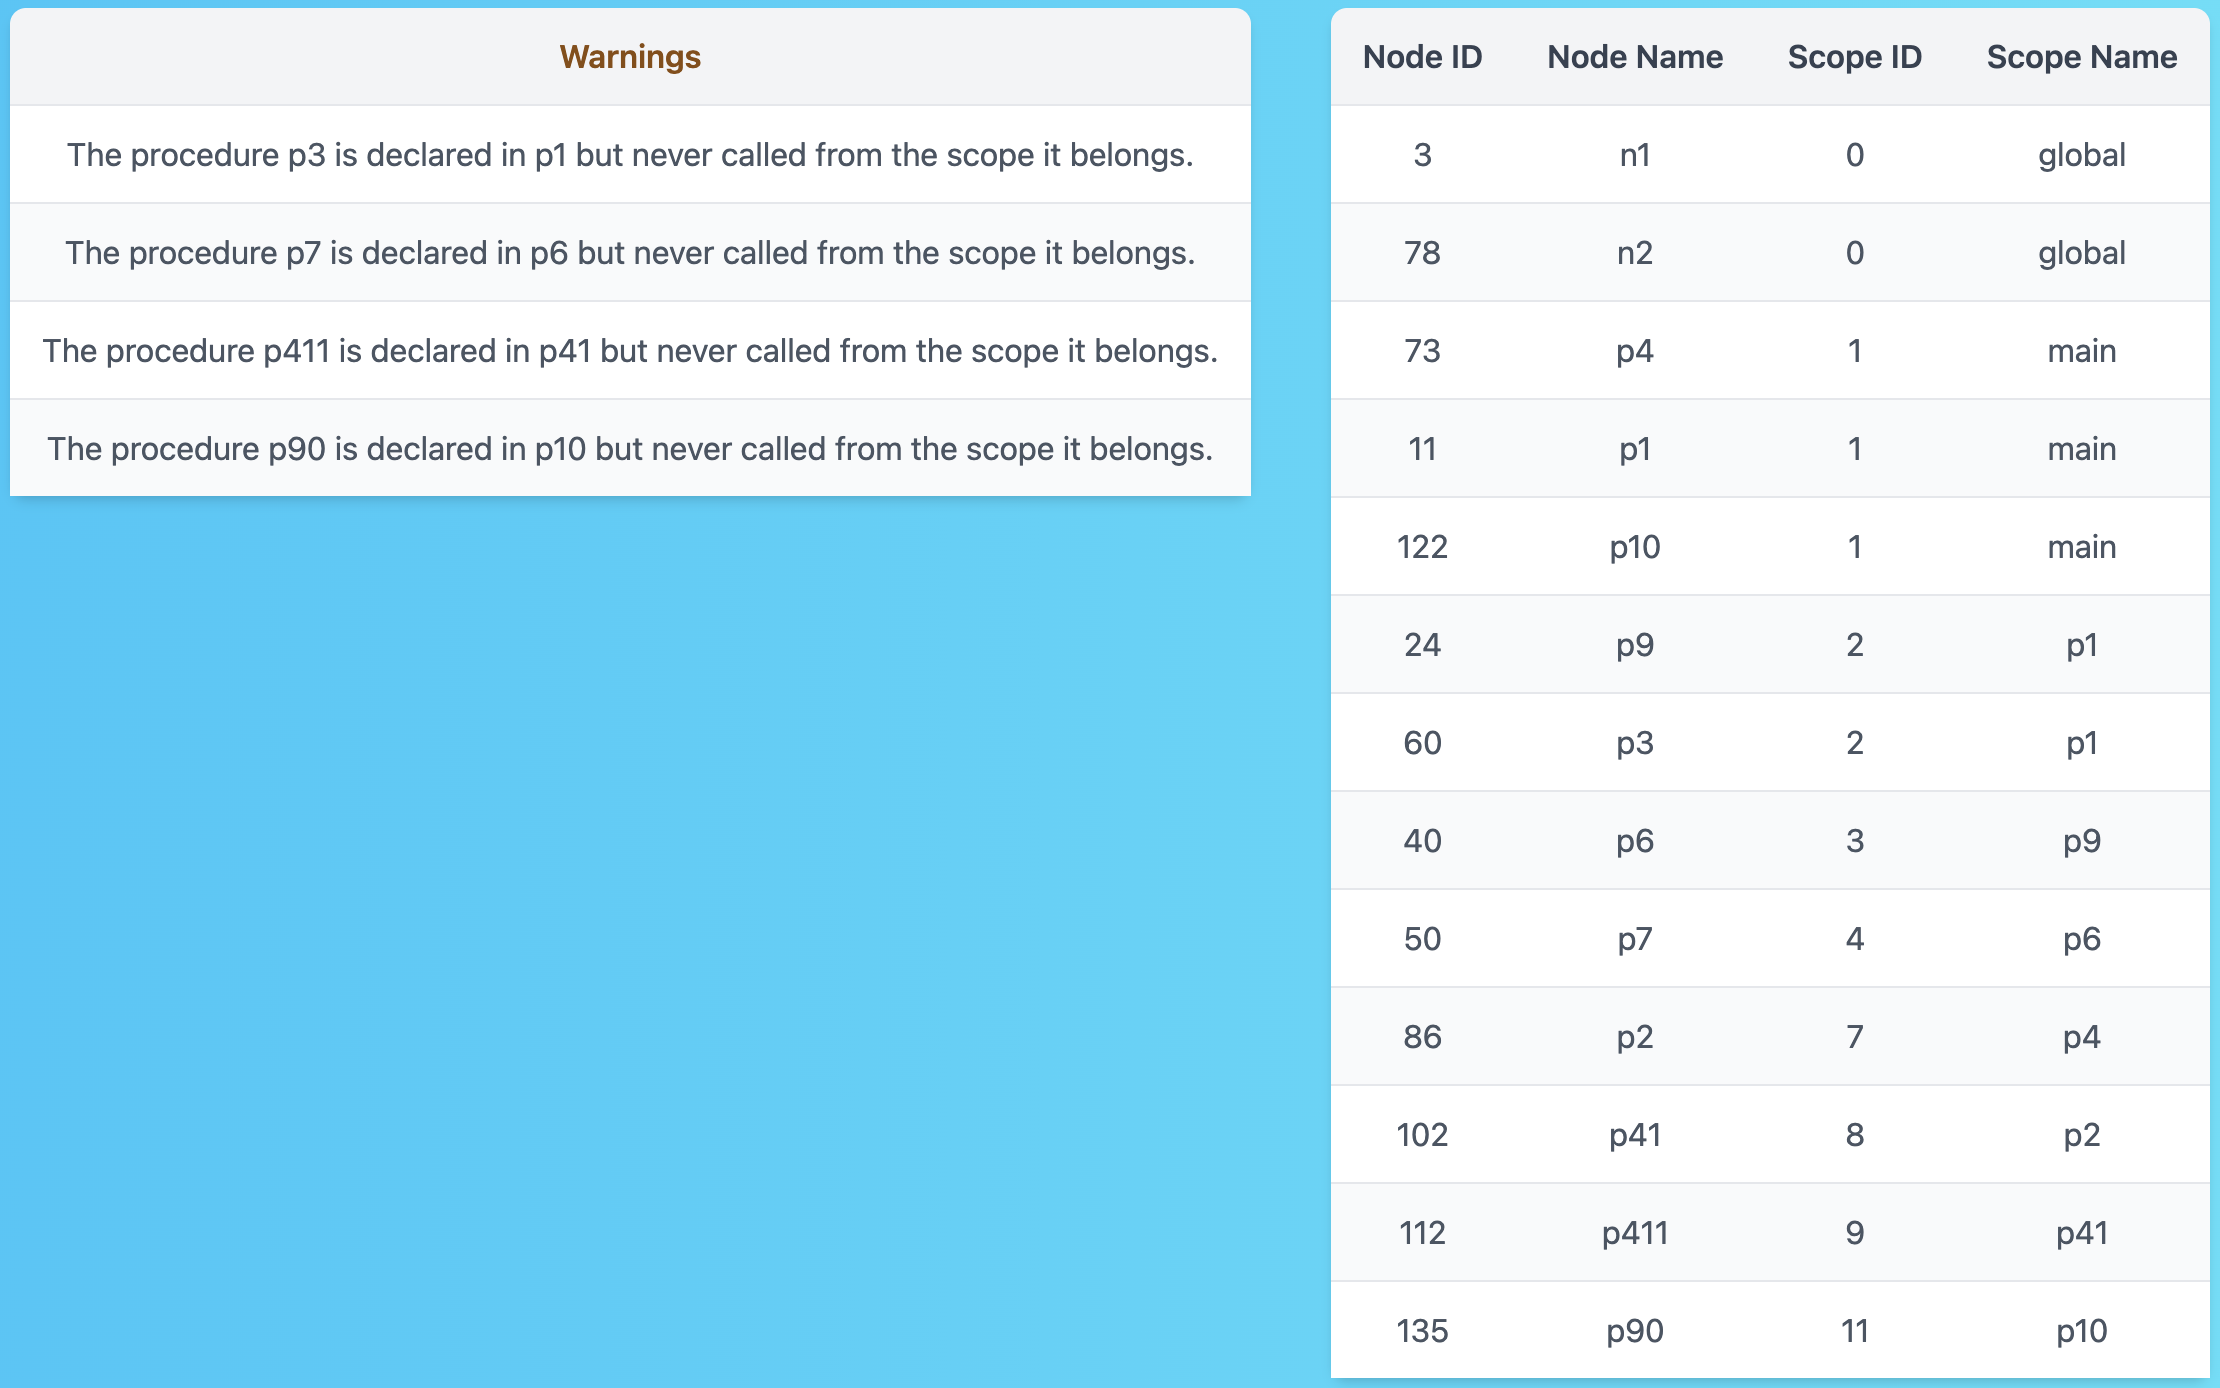 Warnings
The procedure p3 is declared in p1 but never called from the scope it belongs.
The procedure p7 is declared in p6 but never called from the scope it belongs.
The procedure p411 is declared in p41 but never called from the scope it belongs.
The procedure p90 is declared in p10 but never called from the scope it belongs.
Node ID Node Name Scope ID Scope Name
3 n1 0 global
78 n2 0 global
73 p4 1 main
11 p1 1 main
122 p10 1 main
24 p9 2 p1
60 p3 2 p1
40 p6 3 p9
50 p7 4 p6
86 p2 7 p4
102 p41 8 p2
112 p411 9 p41
135 p90 11 p10